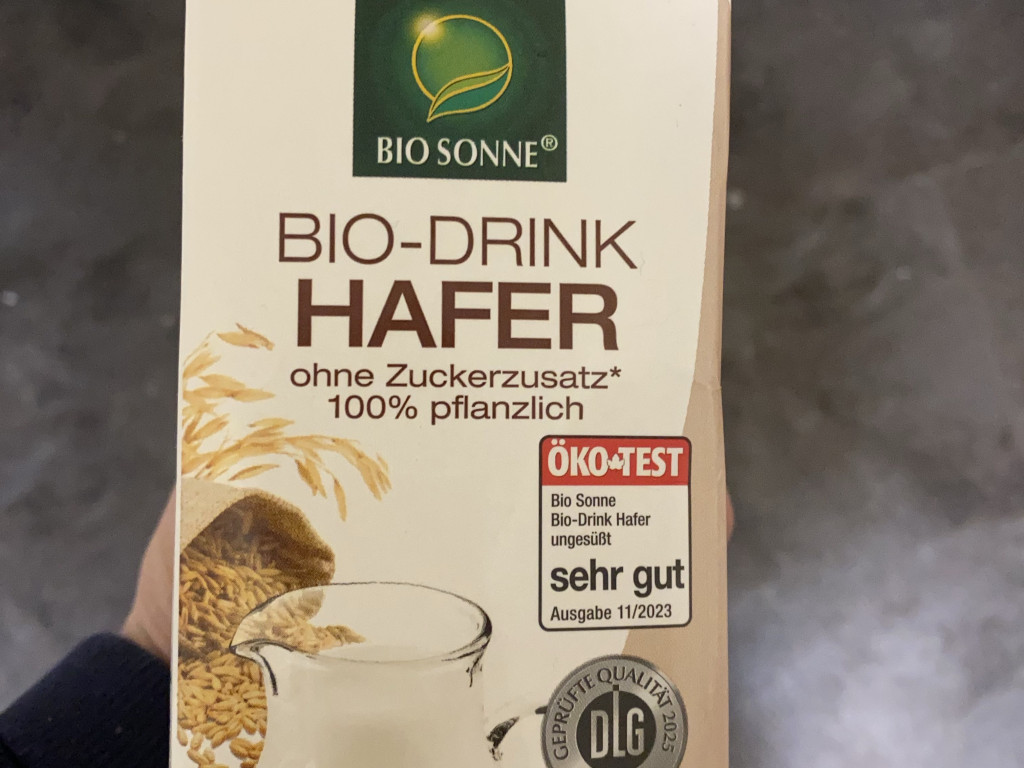 BIO SONNE®
BIO-DRINK
HAFER
ohne Zuckerzusatz*
100% pflanzlich
ÖKO TEST
Bio Sonne
Bio-Drink Hafer
ungesüßt
sehr gut
Ausgabe 11/2023
GEPRÜFTE QUALITÄT 2025
DLG